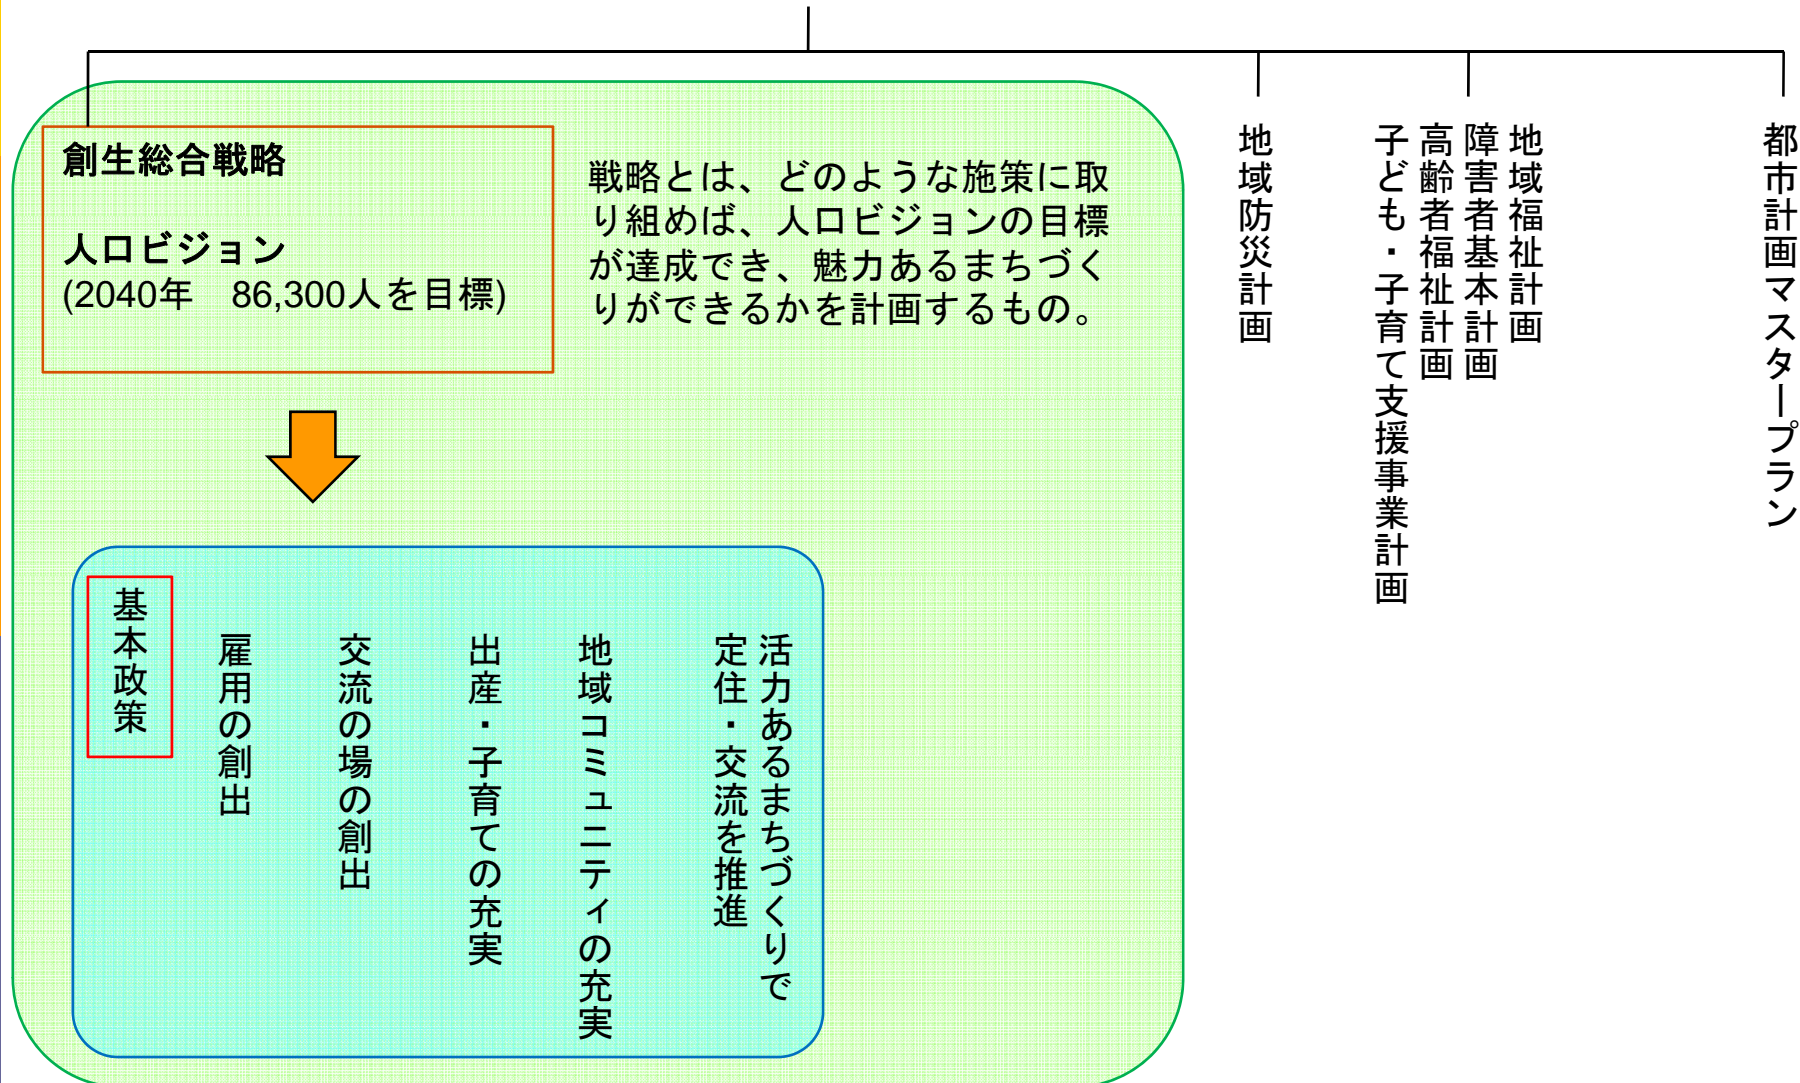 創生総合戦略
人口ビジョン
(2040年　86,300人を目標)
戦略とは、どのような施策に取
り組めば、人口ビジョンの目標
が達成でき、魅力あるまちづく
りができるかを計画するもの。
基本政策
雇用の創出
交流の場の創出
出産・子育ての充実
地域コミュニティの充実
活力あるまちづくりで
定住・交流を推進
地域防災計画
地域福祉計画
障害者基本計画
高齢者福祉計画
子ども・子育て支援事業計画
都市計画マスタープラン